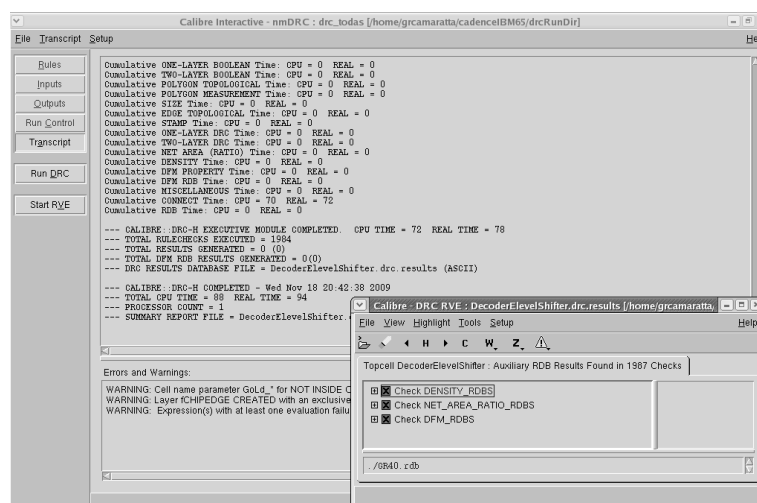 Calibre Interactive - nmDRC : drc_todas [/home/grcamaratta/cadenceIBM65/drcRunDir]
File Transcript Setup He
Rules
Inputs
Outputs
Run Control
Transcript
Run DRC
Start RVE
Cumulative ONE-LAYER BOOLEAN Time: CPU = 0 REAL = 0
Cumulative TWO-LAYER BOOLEAN Time: CPU = 0 REAL = 0
Cumulative POLYGON TOPOLOGICAL Time: CPU = 0 REAL = 0
Cumulative POLYGON MEASUREMENT Time: CPU = 0 REAL = 0
Cumulative SIZE Time: CPU = 0 REAL = 0
Cumulative EDGE TOPOLOGICAL Time: CPU = 0 REAL = 0
Cumulative STAMP Time: CPU = 0 REAL = 0
Cumulative ONE-LAYER DRC Time: CPU = 0 REAL = 0
Cumulative TWO-LAYER DRC Time: CPU = 0 REAL = 0
Cumulative NET AREA (RATIO) Time: CPU = 0 REAL = 0
Cumulative DENSITY Time: CPU = 0 REAL = 0
Cumulative DFM PROPERTY Time: CPU = 0 REAL = 0
Cumulative DFM RDB Time: CPU = 0 REAL = 0
Cumulative MISCELLANEOUS Time: CPU = 0 REAL = 0
Cumulative CONNECT Time: CPU = 70 REAL = 72
Cumulative RDB Time: CPU = 0 REAL = 0
--- CALIBRE::DRC-H EXECUTIVE MODULE COMPLETED. CPU TIME = 72 REAL TIME = 78
--- TOTAL RULECHECKS EXECUTED = 1984
--- TOTAL RESULTS GENERATED = 0 (0)
--- TOTAL DFM RDB RESULTS GENERATED = 0(0)
--- DRC RESULTS DATABASE FILE = DecoderElevelShifter.drc.results (ASCII)
--- CALIBRE::DRC-H COMPLETED - Wed Nov 18 20:42:38 2009
--- TOTAL CPU TIME = 88 REAL TIME = 94
--- PROCESSOR COUNT = 1
--- SUMMARY REPORT FILE = DecoderElevelShifter.
Errors and Warnings:
WARNING: Cell name parameter GoLd_* for NOT INSIDE C
WARNING: Layer fCHIPEDGE CREATED with an exclusive
WARNING: Expression(s) with at least one evaluation failu
Calibre - DRC RVE : DecoderElevelShifter.drc.results [/home/grcamaratta,
File View Highlight Tools Setup Help
H C W Z
Topcell DecoderElevelShifter : Auxiliary RDB Results Found in 1987 Checks
Check DENSITY_RDBS
Check NET_AREA_RATIO_RDBS
Check DFM_RDBS
./GR40.rdb